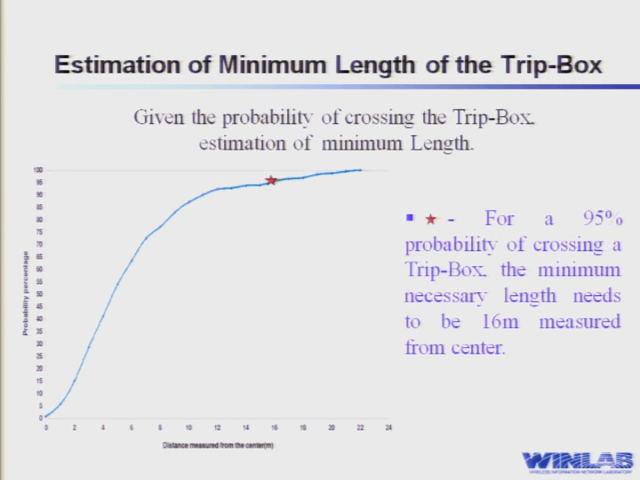 Estimation of Minimum Length of the Trip-Box
Given the probability of crossing the Trip-Box,
estimation of minimum Length.
100
95
90
85
80
75
70
65
60
55
50
45
40
35
30
25
20
15
10
5
0
Probability percentage
0 2 4 6 8 10 12 14 16 18 20 22 24
Distance measured from the center(m)
- For a 95%
probability of crossing a
Trip-Box, the minimum
necessary length needs
to be 16m measured
from center.
WINLAB
WIRELESS INFORMATION NETWORK LABORATORY